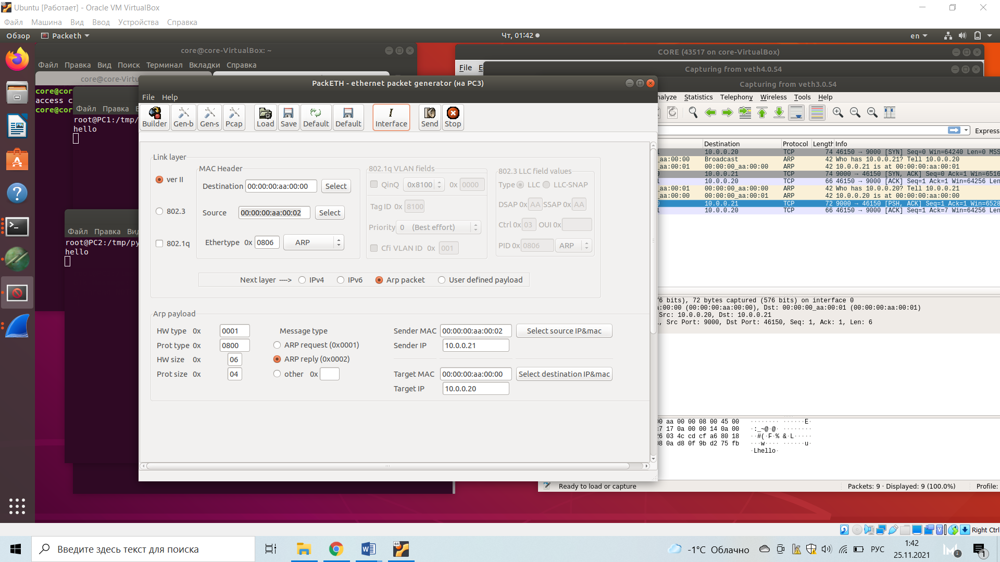 Ubuntu [Работает] - Oracle VM VirtualBox
Файл Машина Вид Ввод Устройства Справка
Обзор Packeth Чт, 01:42 en
core@core-VirtualBox: ~
Файл Правка Вид Поиск Терминал Вкладки Справка
core@core-Virtu
core@cor
access c
core@cor
Файл Правка
root@PC1:/tmp/
hello
Файл Правка Вид
root@PC2:/tmp/py
hello
CORE (43517 on core-VirtualBox)
File E
Capturing from veth4.0.54
Capturing from veth3.0.54
PackETH - ethernet packet generator (на PC3)
File Help
Builder Gen-b Gen-s Pcap Load Save Default Default Interface Send Stop
Link layer
ver II
802.3
802.1q
MAC Header
Destination 00:00:00:aa:00:00 Select
Source 00:00:00:aa:00:02 Select
Ethertype 0x 0806 ARP
802.1q VLAN fields
QinQ 0x8100 0x 0000
Tag ID 0x 8100
Priority 0 (Best effort)
Cfi VLAN ID 0x 001
802.3 LLC field values
Type LLC LLC-SNAP
DSAP 0x AA SSAP 0x AA
Ctrl 0x 03 OUI 0x
PID 0x 0806 ARP
Next layer ----> IPv4 IPv6 Arp packet User defined payload
Arp payload
HW type 0x 0001
Prot type 0x 0800
HW size 0x 06
Prot size 0x 04
Message type
ARP request (0x0001)
ARP reply (0x0002)
other 0x
Sender MAC 00:00:00:aa:00:02 Select source IP&mac
Sender IP 10.0.0.21
Target MAC 00:00:00:aa:00:00 Select destination IP&mac
Target IP 10.0.0.20
nalyze Statistics Telephony Wireless Tools Help
Express
Destination Protocol Length Info
10.0.0.20 TCP 74 46150 → 9000 [SYN] Seq=0 Win=64240 Len=0 MSS
_aa:00:00 Broadcast ARP 42 Who has 10.0.0.21? Tell 10.0.0.20
_aa:00:01 00:00:00_aa:00:00 ARP 42 10.0.0.21 is at 00:00:00:aa:00:01
10.0.0.21 TCP 74 9000 → 46150 [SYN, ACK] Seq=0 Ack=1 Win=6516
10.0.0.20 TCP 66 46150 → 9000 [ACK] Seq=1 Ack=1 Win=64256 Len
_aa:00:01 00:00:00_aa:00:00 ARP 42 Who has 10.0.0.20? Tell 10.0.0.21
_aa:00:00 00:00:00_aa:00:01 ARP 42 10.0.0.20 is at 00:00:00:aa:00:00
10.0.0.21 TCP 72 9000 → 46150 [PSH, ACK] Seq=1 Ack=1 Win=6528
10.0.0.20 TCP 66 46150 → 9000 [ACK] Seq=1 Ack=7 Win=64256 Len
76 bits), 72 bytes captured (576 bits) on interface 0
a:00:00 (00:00:00:aa:00:00), Dst: 00:00:00_aa:00:01 (00:00:00:aa:00:01)
Src: 10.0.0.20, Dst: 10.0.0.21
Src Port: 9000, Dst Port: 46150, Seq: 1, Ack: 1, Len: 6
00 aa 00 00 08 00 45 00 ········ ······E·
c7 17 0a 00 00 14 0a 00 ·:_~@·@· ········
26 03 4c cd cf a6 80 18 ··#(·F·% &·L·····
08 0a d8 0f 9b d2 75 fb ···w···· ······u·
·Lhello·
Ready to load or capture
Packets: 9 · Displayed: 9 (100.0%)
Profile:
Right Ctrl
Введите здесь текст для поиска
-1°C Облачно
РУС
1:42
25.11.2021
3
1